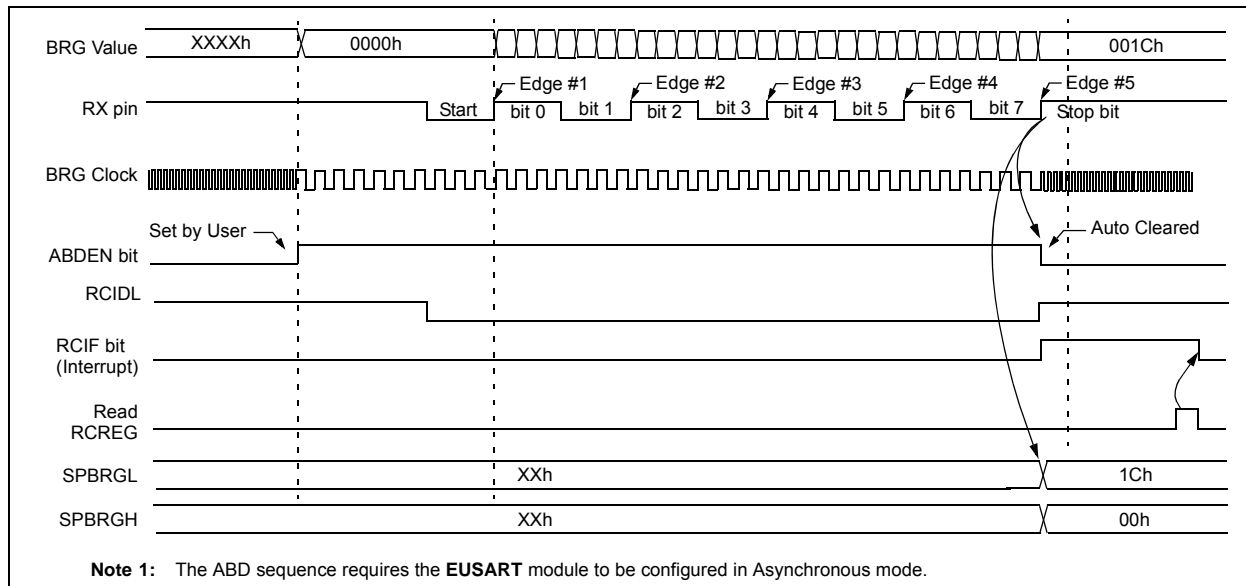 BRG Value XXXXh 0000h 001Ch
Edge #1 Edge #2 Edge #3 Edge #4 Edge #5
RX pin Start bit 0 bit 1 bit 2 bit 3 bit 4 bit 5 bit 6 bit 7 Stop bit
BRG Clock
Set by User Auto Cleared
ABDEN bit
RCIDL
RCIF bit
(Interrupt)
Read
RCREG
SPBRGL XXh 1Ch
SPBRGH XXh 00h
Note 1: The ABD sequence requires the EUSART module to be configured in Asynchronous mode.